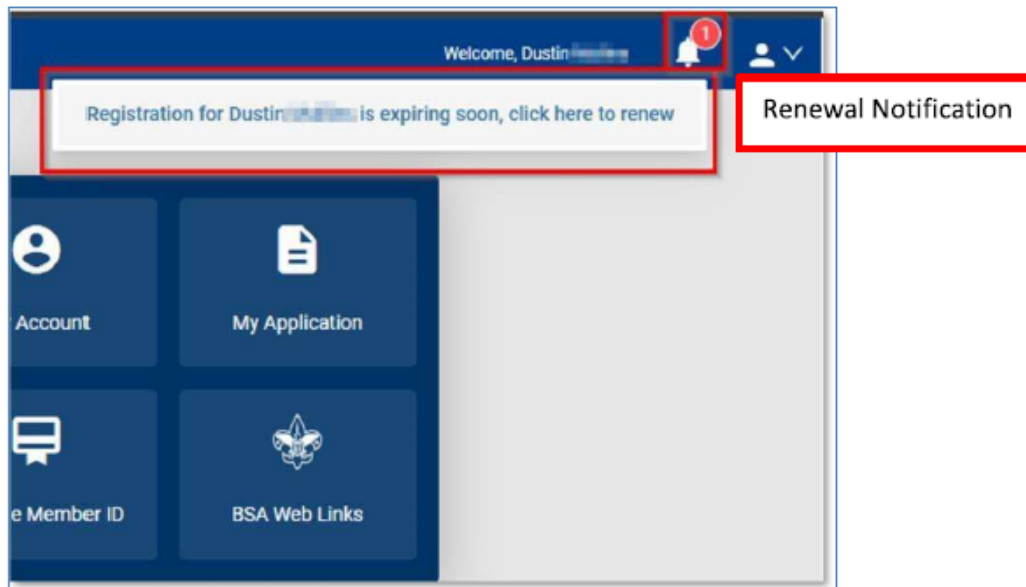 Welcome, Dustin
1
Registration for Dustin is expiring soon, click here to renew
Renewal Notification
Account
My Application
e Member ID
BSA Web Links